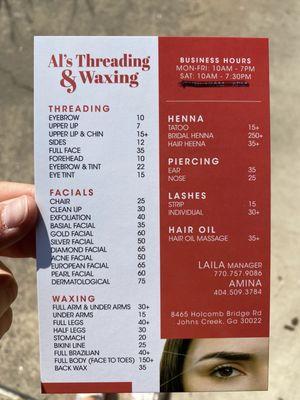 Al's Threading
& Waxing
THREADING
EYEBROW 10
UPPER LIP 7
UPPER LIP & CHIN 15+
SIDES 12
FULL FACE 35
FOREHEAD 10
EYEBROW & TINT 22
EYE TINT 15
FACIALS
CHAIR 25
CLEAN UP 30
EXFOLIATION 40
BASIAL FACIAL 35
GOLD FACIAL 60
SILVER FACIAL 50
DIAMOND FACIAL 65
ACNE FACIAL 50
EUROPEAN FACIAL 65
PEARL FACIAL 60
DERMATOLOGICAL 75
WAXING
FULL ARM & UNDER ARMS 30+
UNDER ARMS 15
FULL LEGS 40+
HALF LEGS 30
STOMACH 20
BIKINI LINE 25
FULL BRAZILIAN 40+
FULL BODY (FACE TO TOES) 150+
BACK WAX 35
BUSINESS HOURS
MON-FRI: 10AM - 7PM
SAT: 10AM - 7:30PM
HENNA
TATOO 15+
BRIDAL HENNA 250+
HAIR HEENA 35+
PIERCING
EAR 35
NOSE 25
LASHES
STRIP 15
INDIVIDUAL 30+
HAIR OIL
HAIR OIL MASSAGE 35+
LAILA MANAGER
770.757.9086
AMINA
404.509.3784
8465 Holcomb Bridge Rd
Johns Creek, Ga 30022